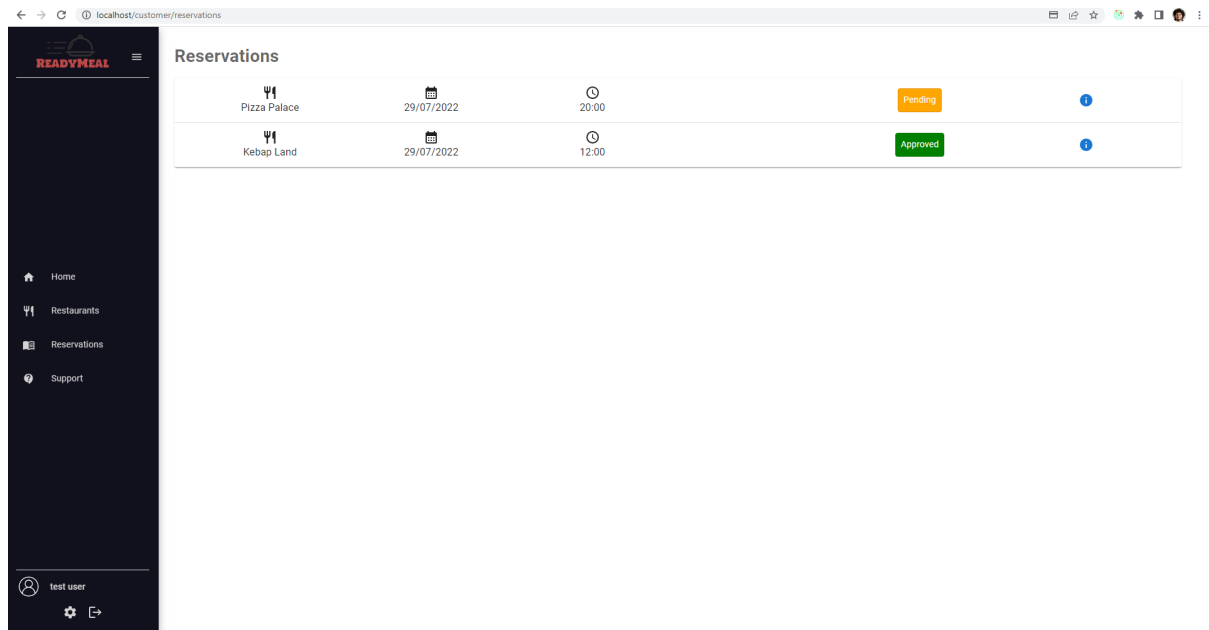 localhost/customer/reservations
READYMEAL
Reservations
Pizza Palace 29/07/2022 20:00 Pending
Kebap Land 29/07/2022 12:00 Approved
Home
Restaurants
Reservations
Support
test user